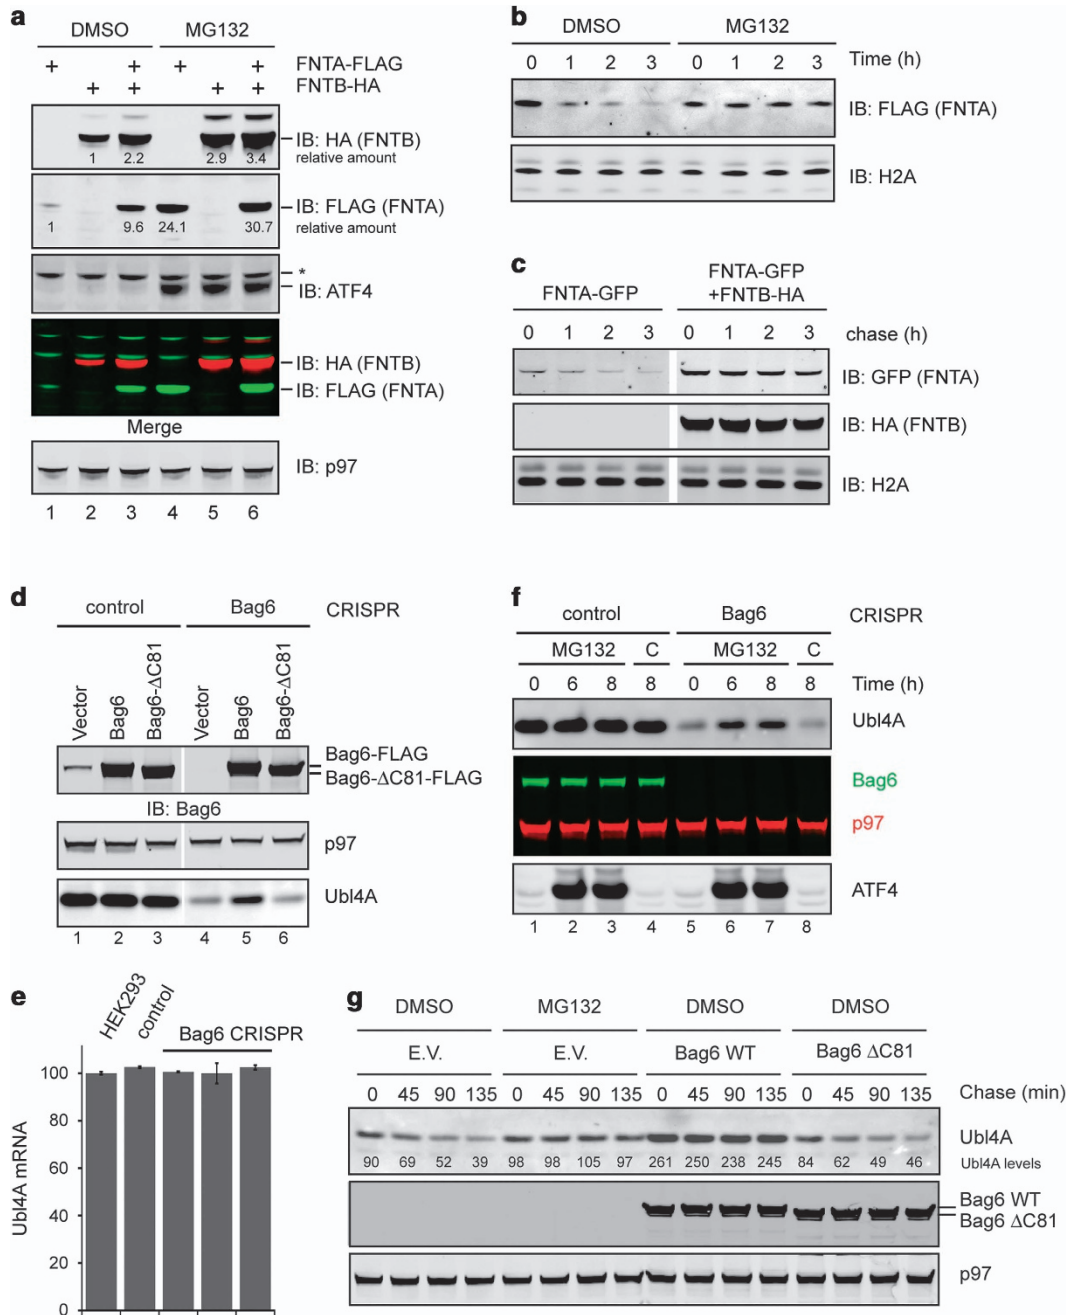 a
DMSO MG132
+ + + + FNTA-FLAG
+ + + + FNTB-HA
IB: HA (FNTB)
1 2.2 2.9 3.4 relative amount
IB: FLAG (FNTA)
1 9.6 24.1 30.7 relative amount
*
IB: ATF4
IB: HA (FNTB)
IB: FLAG (FNTA)
Merge
IB: p97
1 2 3 4 5 6
b
DMSO MG132
0 1 2 3 0 1 2 3 Time (h)
IB: FLAG (FNTA)
IB: H2A
c
FNTA-GFP
FNTA-GFP
+FNTB-HA
0 1 2 3 0 1 2 3 chase (h)
IB: GFP (FNTA)
IB: HA (FNTB)
IB: H2A
d
control Bag6 CRISPR
Vector Bag6 Bag6-ΔC81 Vector Bag6 Bag6-ΔC81
Bag6-FLAG
Bag6-ΔC81-FLAG
IB: Bag6
p97
Ubl4A
1 2 3 4 5 6
f
control Bag6 CRISPR
MG132 C MG132 C
0 6 8 8 0 6 8 8 Time (h)
Ubl4A
Bag6
p97
ATF4
1 2 3 4 5 6 7 8
e
HEK293
control
Bag6 CRISPR
Ubl4A mRNA
100
80
60
40
20
0
g
DMSO MG132 DMSO DMSO
E.V. E.V. Bag6 WT Bag6 ΔC81
0 45 90 135 0 45 90 135 0 45 90 135 0 45 90 135 Chase (min)
Ubl4A
90 69 52 39 98 98 105 97 261 250 238 245 84 62 49 46 Ubl4A levels
Bag6 WT
Bag6 ΔC81
p97